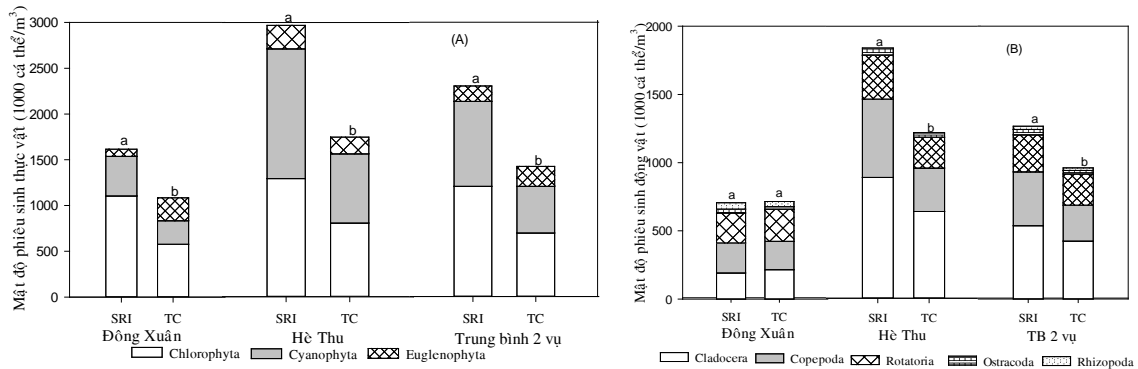 Mật độ phiêu sinh thực vật (1000 cá thể/m³)
3000
2500
2000
1500
1000
500
0
(A)
a
b
a
b
a
b
SRI TC SRI TC SRI TC
Đông Xuân Hè Thu Trung bình 2 vụ
Chlorophyta Cyanophyta Euglenophyta
Mật độ phiêu sinh động vật (1000 cá thể/m³
2000
1500
1000
500
0
(B)
a
a
a
b
a
b
SRI TC SRI TC SRI TC
Đông Xuân Hè Thu TB 2 vụ
Cladocera Copepoda Rotatoria Ostracoda Rhizopoda